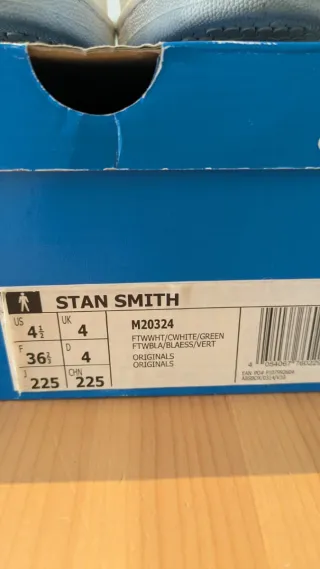 STAN SMITH
US 4½ UK 4
F 36⅔ D 4
J 225 CHN 225
M20324
FTWWHT/CWHITE/GREEN
FTWBLA/BLAESS/VERT
ORIGINALS
ORIGINALS